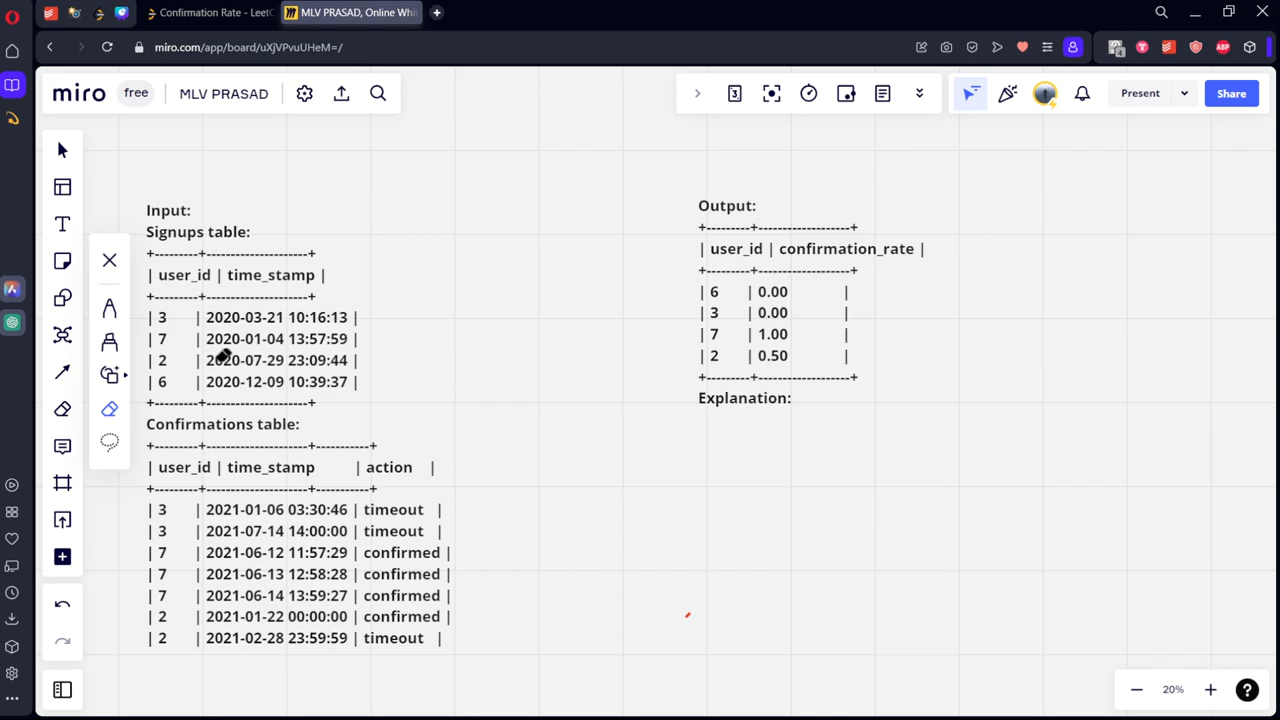 Confirmation Rate - LeetC
MLV PRASAD, Online Whi
miro.com/app/board/uXjVPvuUHeM=/
4
ABP
miro free MLV PRASAD
3
Present
Share
Input:
Signups table:
+---------+---------------------+
| user_id | time_stamp |
+---------+---------------------+
| 3 | 2020-03-21 10:16:13 |
| 7 | 2020-01-04 13:57:59 |
| 2 | 2020-07-29 23:09:44 |
| 6 | 2020-12-09 10:39:37 |
+---------+---------------------+
Confirmations table:
+---------+---------------------+-----------+
| user_id | time_stamp | action |
+---------+---------------------+-----------+
| 3 | 2021-01-06 03:30:46 | timeout |
| 3 | 2021-07-14 14:00:00 | timeout |
| 7 | 2021-06-12 11:57:29 | confirmed |
| 7 | 2021-06-13 12:58:28 | confirmed |
| 7 | 2021-06-14 13:59:27 | confirmed |
| 2 | 2021-01-22 00:00:00 | confirmed |
| 2 | 2021-02-28 23:59:59 | timeout |
Output:
+---------+-------------------+
| user_id | confirmation_rate |
+---------+-------------------+
| 6 | 0.00 |
| 3 | 0.00 |
| 7 | 1.00 |
| 2 | 0.50 |
+---------+-------------------+
Explanation:
20%